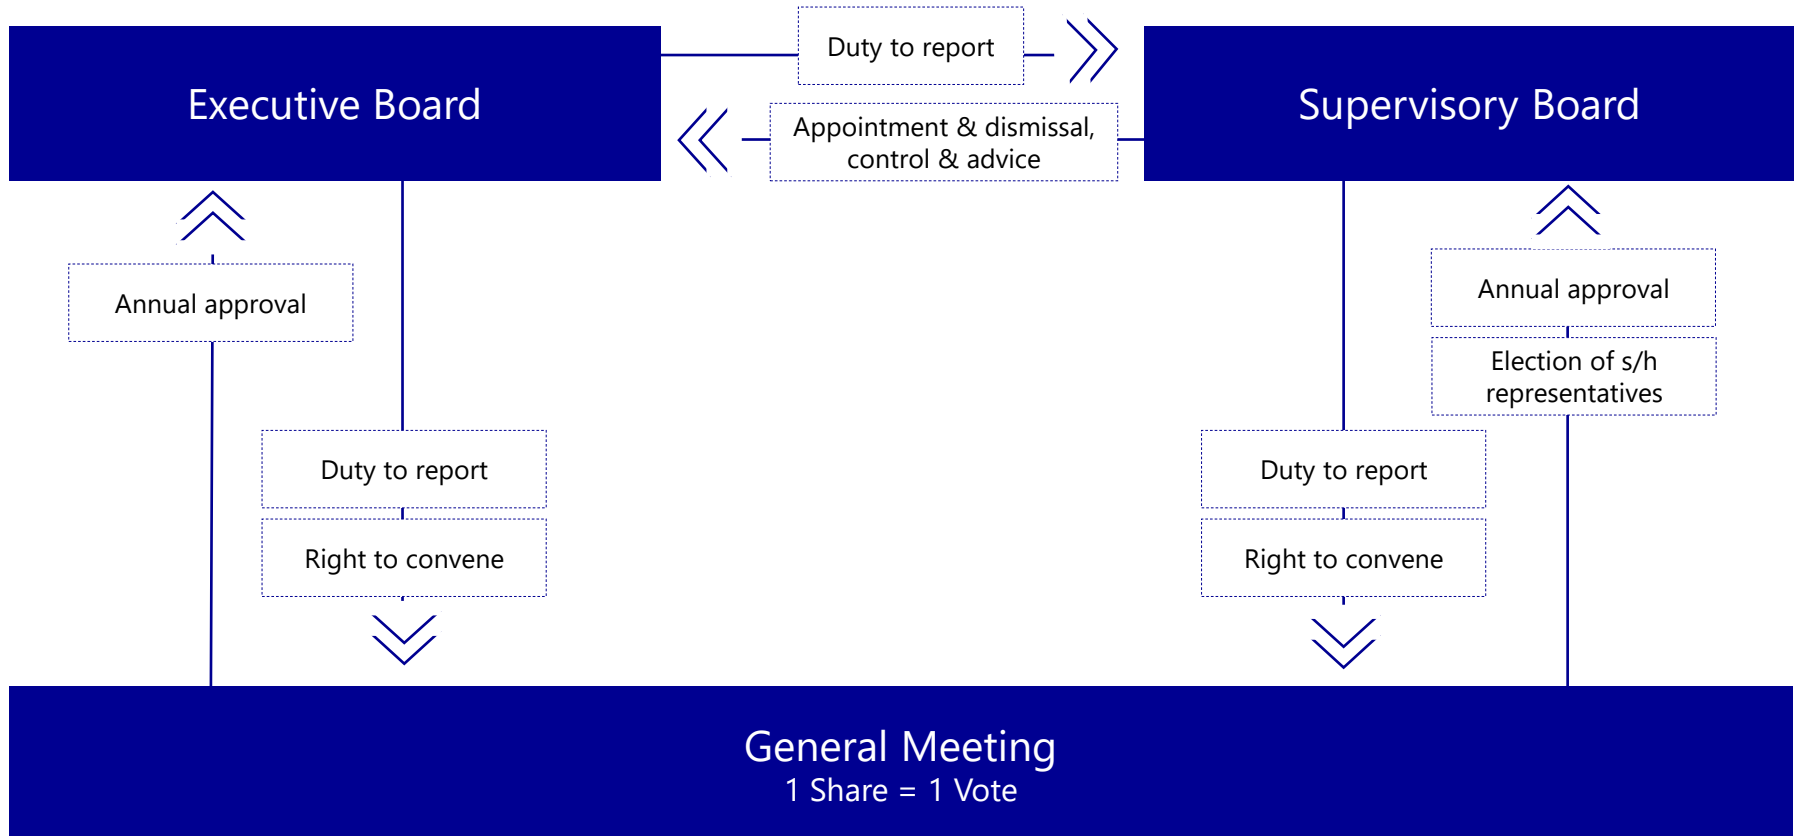 Duty to report
Executive Board
Supervisory Board
Appointment & dismissal,
control & advice
Annual approval
Annual approval
Election of s/h
representatives
Duty to report
Duty to report
Right to convene
Right to convene
General Meeting
1 Share = 1 Vote